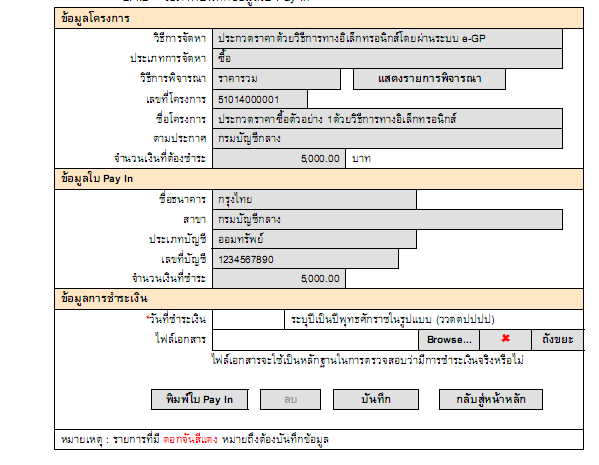 ข้อมูลโครงการ
วิธีการจัดหา ประกวดราคาด้วยวิธีการทางอิเล็กทรอนิกส์โดยผ่านระบบ e-GP
ประเภทการจัดหา ซื้อ
วิธีการพิจารณา ราคารวม แสดงรายการพิจารณา
เลขที่โครงการ 51014000001
ชื่อโครงการ ประกวดราคาซื้อตัวอย่าง 1ด้วยวิธีการทางอิเล็กทรอนิกส์
ตามประกาศ กรมบัญชีกลาง
จำนวนเงินที่ต้องชำระ 5,000.00 บาท
ข้อมูลใบ Pay In
ชื่อธนาคาร กรุงไทย
สาขา กรมบัญชีกลาง
ประเภทบัญชี ออมทรัพย์
เลขที่บัญชี 1234567890
จำนวนเงินที่ชำระ 5,000.00
ข้อมูลการชำระเงิน
*วันที่ชำระเงิน ระบุปีเป็นปีพุทธศักราชในรูปแบบ (ววดดปปปป)
ไฟล์เอกสาร Browse... ✖ ถังขยะ
ไฟล์เอกสารจะใช้เป็นหลักฐานในการตรวจสอบว่ามีการชำระเงินจริงหรือไม่
พิมพ์ใบ Pay In ลบ บันทึก กลับสู่หน้าหลัก
หมายเหตุ : รายการที่มี ดอกจันสีแดง หมายถึงต้องบันทึกข้อมูล